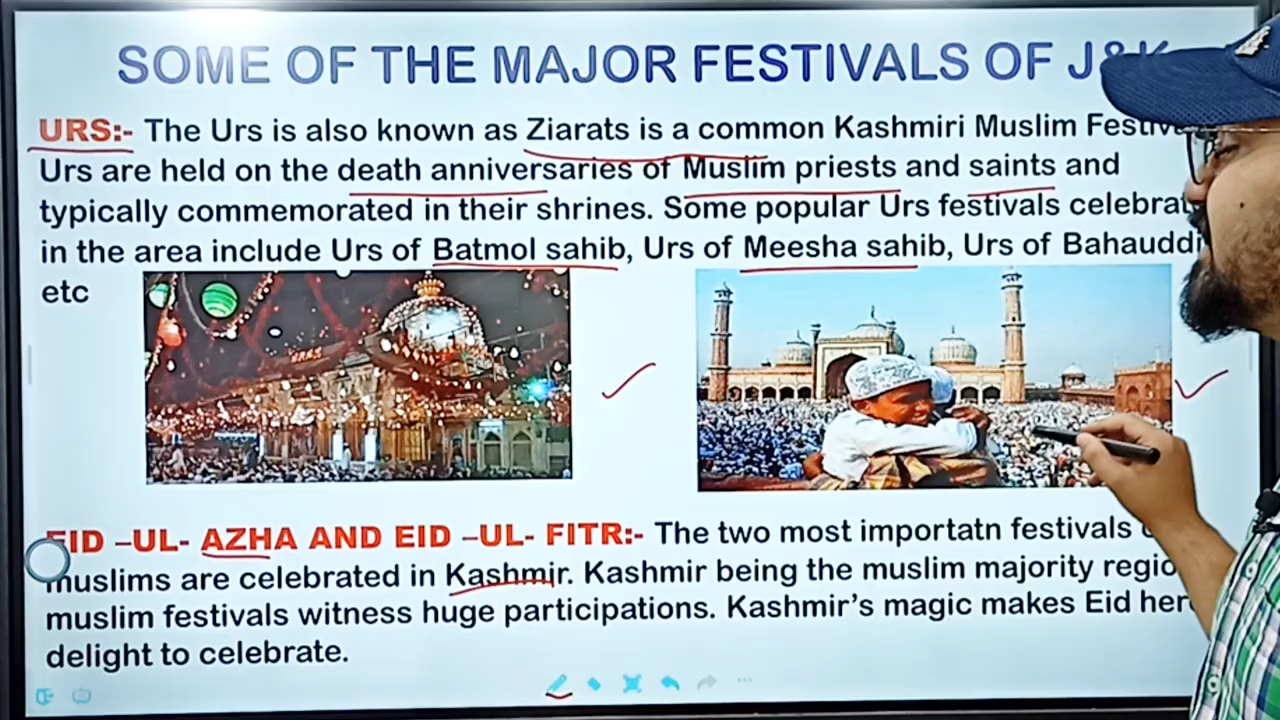 SOME OF THE MAJOR FESTIVALS OF J&K
URS:- The Urs is also known as Ziarats is a common Kashmiri Muslim
Urs are held on the death anniversaries of Muslim priests and saints and
typically commemorated in their shrines. Some popular Urs festivals
in the area include Urs of Batmol sahib, Urs of Meesha sahib, Urs of
etc
EID –UL- AZHA AND EID –UL- FITR:- The two most importatn festivals
muslims are celebrated in Kashmir. Kashmir being the muslim majority
muslim festivals witness huge participations. Kashmir's magic makes Eid
delight to celebrate.